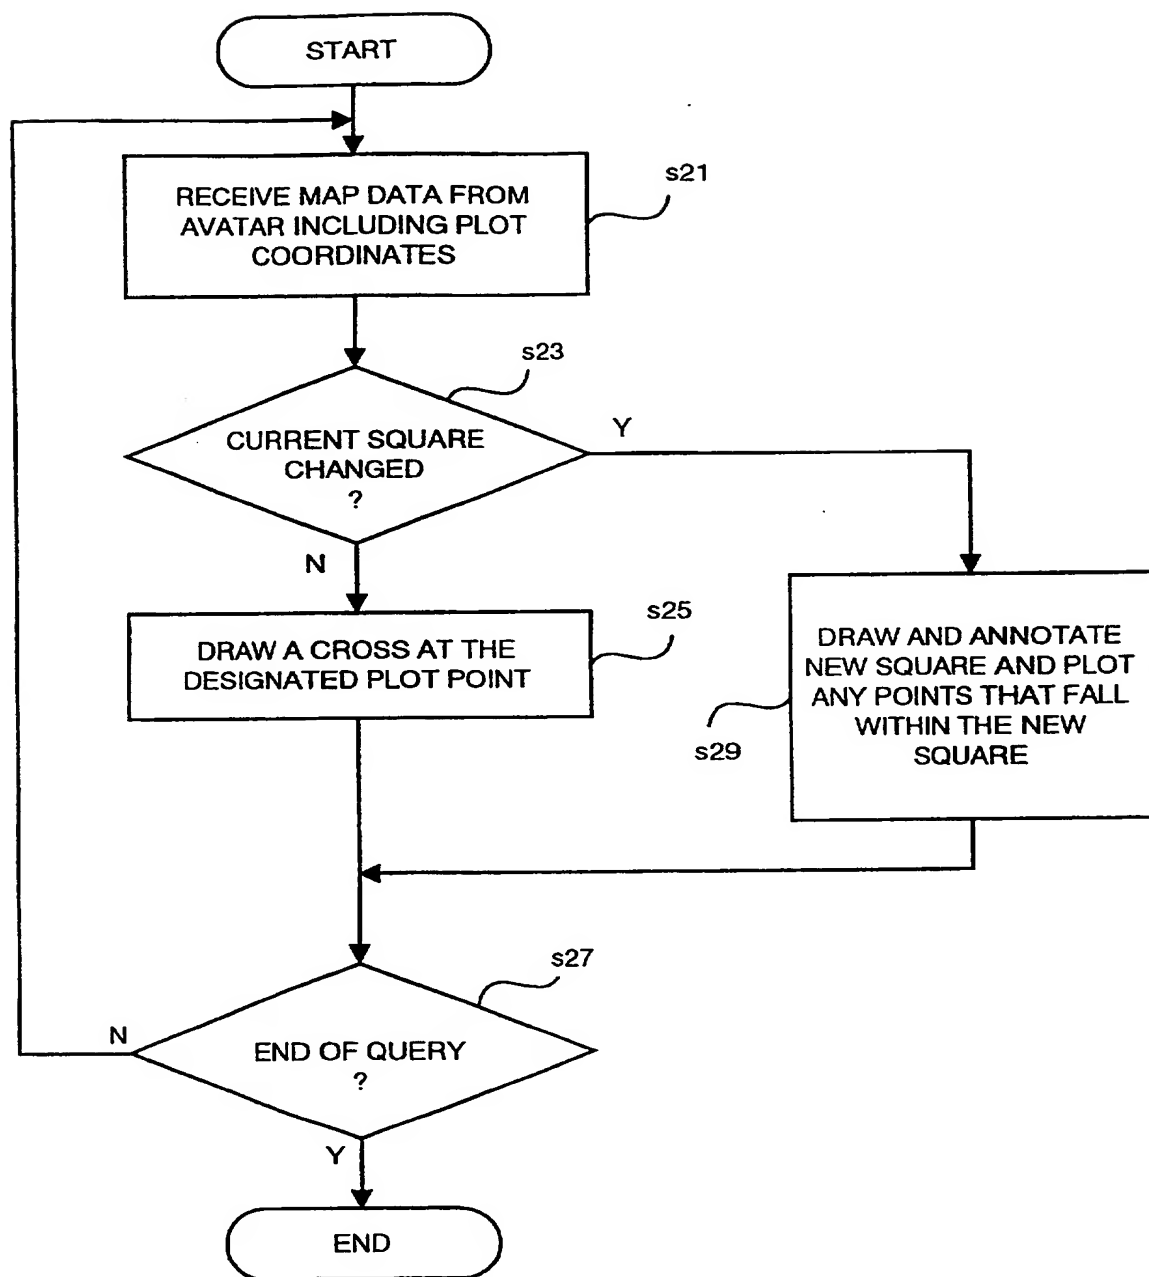 START
RECEIVE MAP DATA FROM
AVATAR INCLUDING PLOT
COORDINATES
s21
s23
CURRENT SQUARE
CHANGED
?
Y
N
DRAW A CROSS AT THE
DESIGNATED PLOT POINT
s25
DRAW AND ANNOTATE
NEW SQUARE AND PLOT
ANY POINTS THAT FALL
WITHIN THE NEW
SQUARE
s29
s27
N
END OF QUERY
?
Y
END